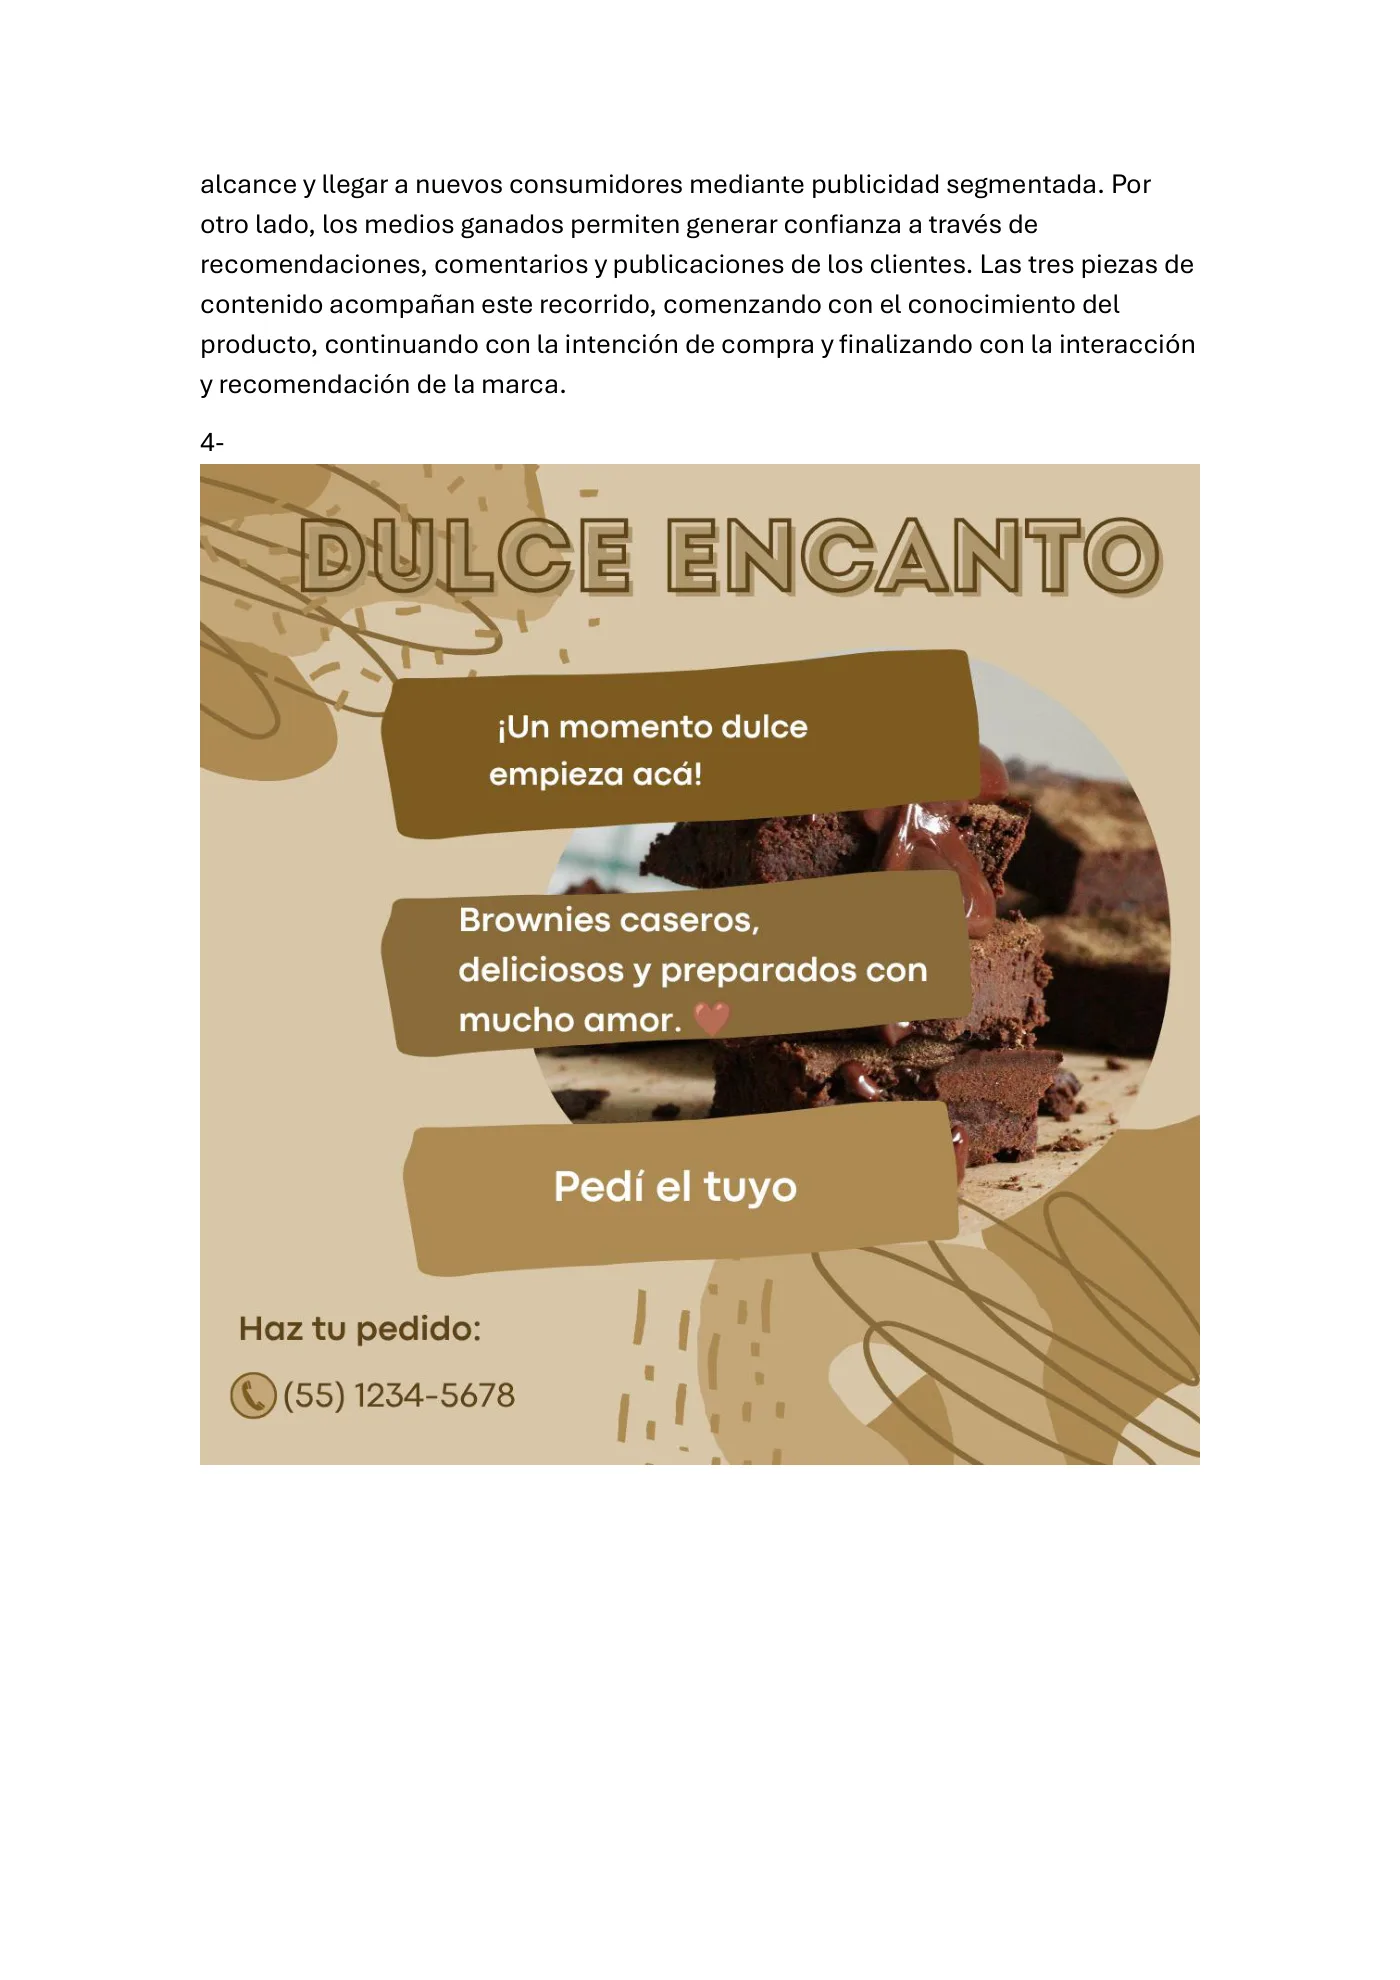 alcance y llegar a nuevos consumidores mediante publicidad segmentada. Por
otro lado, los medios ganados permiten generar confianza a través de
recomendaciones, comentarios y publicaciones de los clientes. Las tres piezas de
contenido acompañan este recorrido, comenzando con el conocimiento del
producto, continuando con la intención de compra y finalizando con la interacción
y recomendación de la marca.
4-
DULCE ENCANTO
¡Un momento dulce
empieza acá!
Brownies caseros,
deliciosos y preparados con
mucho amor. ❤️
Pedí el tuyo
Haz tu pedido:
(55) 1234-5678